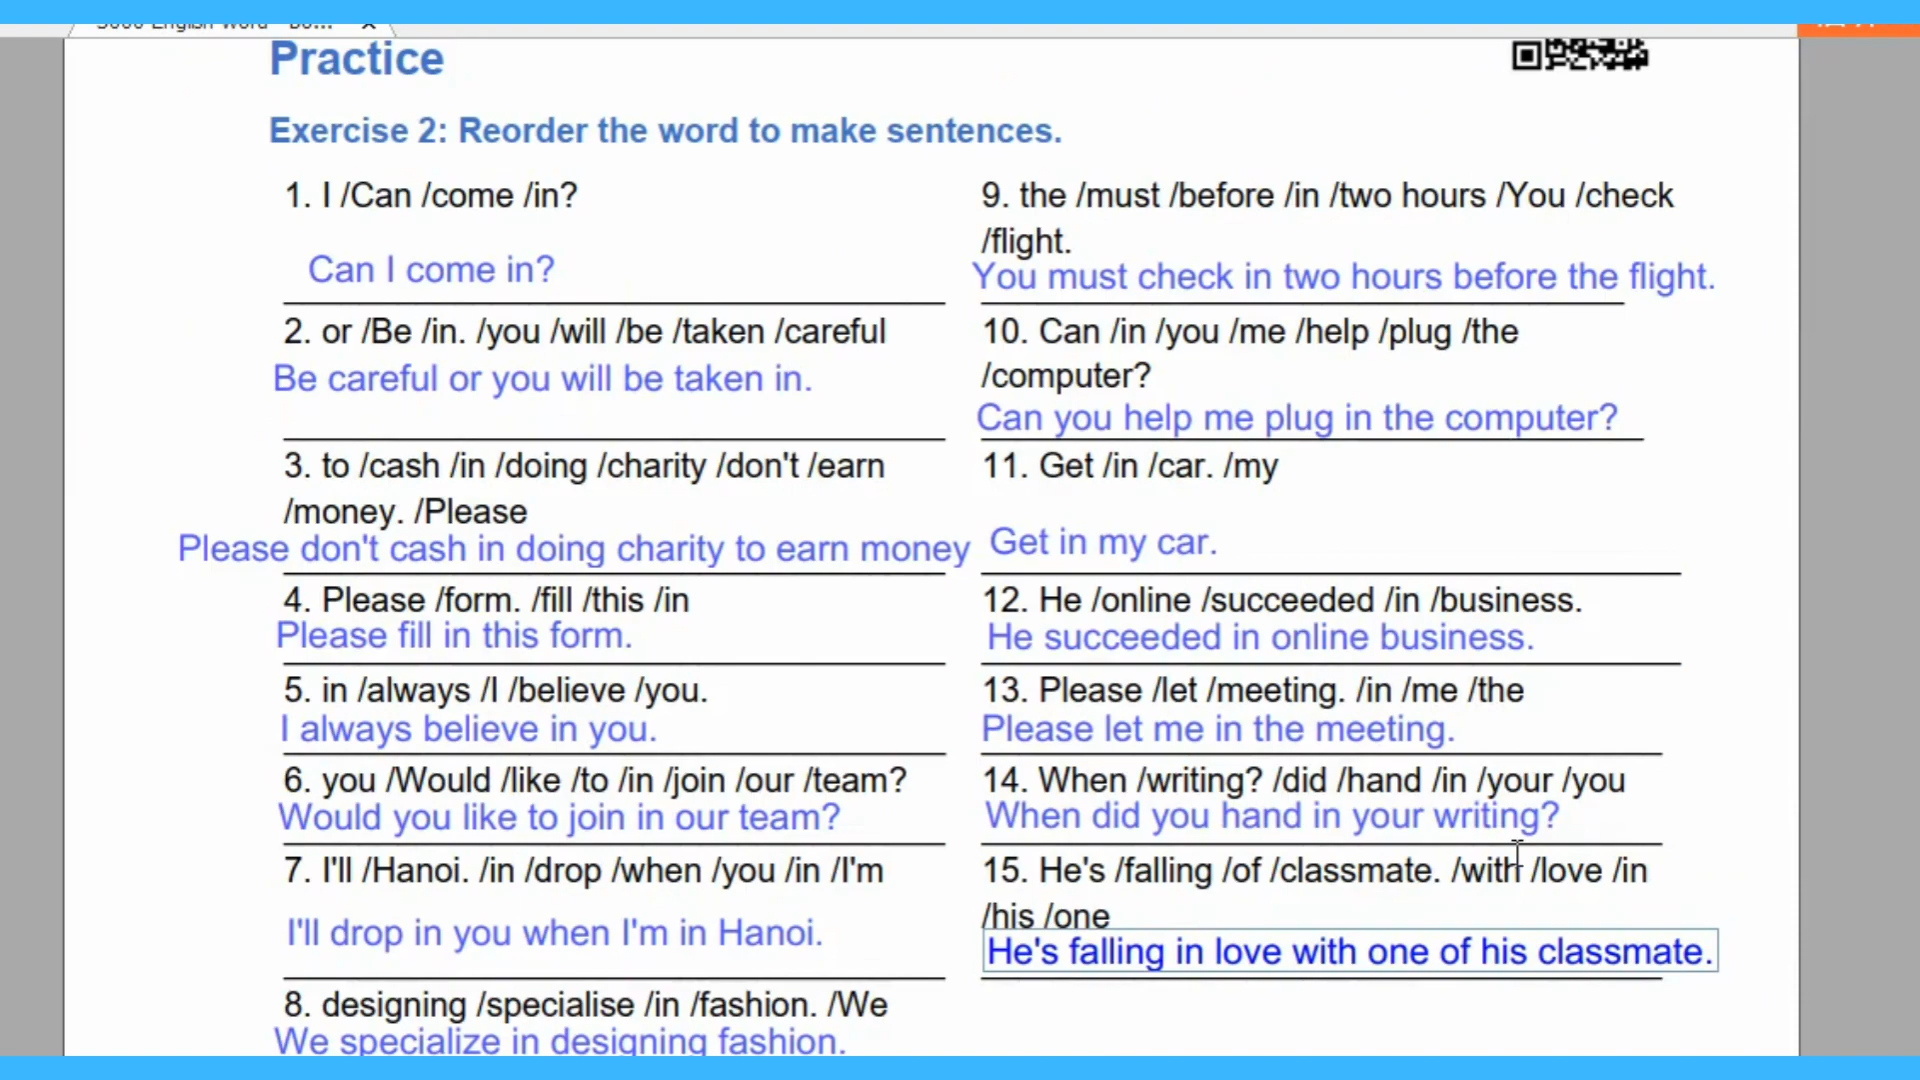 Practice
Exercise 2: Reorder the word to make sentences.
1. I /Can /come /in?
Can I come in?
2. or /Be /in. /you /will /be /taken /careful
Be careful or you will be taken in.
3. to /cash /in /doing /charity /don't /earn
/money. /Please
Please don't cash in doing charity to earn money
4. Please /form. /fill /this /in
Please fill in this form.
5. in /always /I /believe /you.
I always believe in you.
6. you /Would /like /to /in /join /our /team?
Would you like to join in our team?
7. I'll /Hanoi. /in /drop /when /you /in /I'm
I'll drop in you when I'm in Hanoi.
8. designing /specialise /in /fashion. /We
We specialize in designing fashion.
9. the /must /before /in /two hours /You /check
/flight.
You must check in two hours before the flight.
10. Can /in /you /me /help /plug /the
/computer?
Can you help me plug in the computer?
11. Get /in /car. /my
Get in my car.
12. He /online /succeeded /in /business.
He succeeded in online business.
13. Please /let /meeting. /in /me /the
Please let me in the meeting.
14. When /writing? /did /hand /in /your /you
When did you hand in your writing?
15. He's /falling /of /classmate. /with /love /in
/his /one
He's falling in love with one of his classmate.